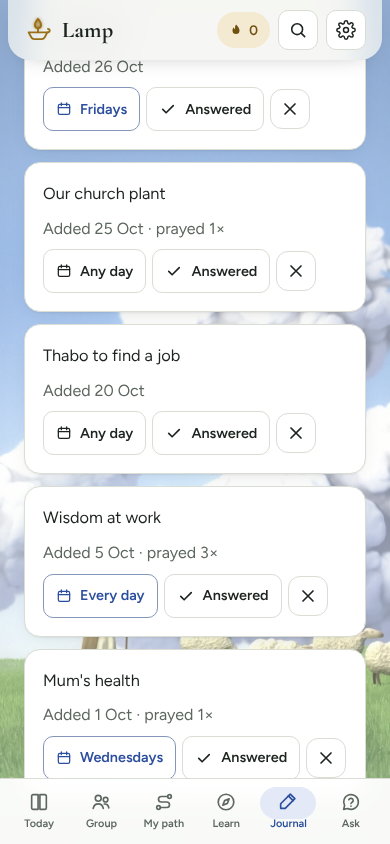 Lamp
0
Added 26 Oct
Fridays
Answered
Our church plant
Added 25 Oct · prayed 1×
Any day
Answered
Thabo to find a job
Added 20 Oct
Any day
Answered
Wisdom at work
Added 5 Oct · prayed 3×
Every day
Answered
Mum's health
Added 1 Oct · prayed 1×
Wednesdays
Answered
Today
Group
My path
Learn
Journal
Ask